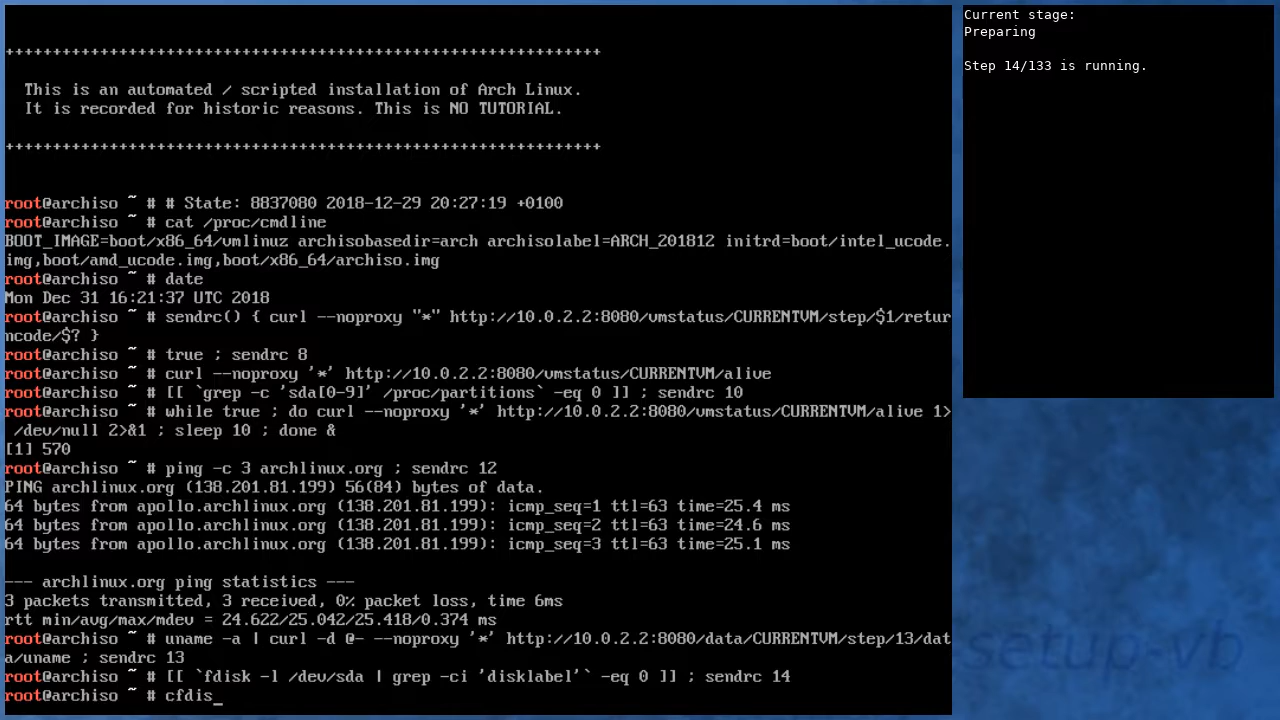 ++++++++++++++++++++++++++++++++++++++++++++++++++++++++++++++++
This is an automated / scripted installation of Arch Linux.
It is recorded for historic reasons. This is NO TUTORIAL.
++++++++++++++++++++++++++++++++++++++++++++++++++++++++++++++++
root@archiso ~ # # State: 8837080 2018-12-29 20:27:19 +0100
root@archiso ~ # cat /proc/cmdline
BOOT_IMAGE=boot/x86_64/vmlinuz archisobasedir=arch archisolabel=ARCH_201812 initrd=boot/intel_ucode.
img,boot/amd_ucode.img,boot/x86_64/archiso.img
root@archiso ~ # date
Mon Dec 31 16:21:37 UTC 2018
root@archiso ~ # sendrc() { curl --noproxy "*" http://10.0.2.2:8080/vmstatus/CURRENTVM/step/$1/retur
ncode/$? }
root@archiso ~ # true ; sendrc 8
root@archiso ~ # curl --noproxy '*' http://10.0.2.2:8080/vmstatus/CURRENTVM/alive
root@archiso ~ # [[ `grep -c 'sda[0-9]' /proc/partitions` -eq 0 ]] ; sendrc 10
root@archiso ~ # while true ; do curl --noproxy '*' http://10.0.2.2:8080/vmstatus/CURRENTVM/alive 1>
/dev/null 2>&1 ; sleep 10 ; done &
[1] 570
root@archiso ~ # ping -c 3 archlinux.org ; sendrc 12
PING archlinux.org (138.201.81.199) 56(84) bytes of data.
64 bytes from apollo.archlinux.org (138.201.81.199): icmp_seq=1 ttl=63 time=25.4 ms
64 bytes from apollo.archlinux.org (138.201.81.199): icmp_seq=2 ttl=63 time=24.6 ms
64 bytes from apollo.archlinux.org (138.201.81.199): icmp_seq=3 ttl=63 time=25.1 ms
--- archlinux.org ping statistics ---
3 packets transmitted, 3 received, 0% packet loss, time 6ms
rtt min/avg/max/mdev = 24.622/25.042/25.418/0.374 ms
root@archiso ~ # uname -a | curl -d @- --noproxy '*' http://10.0.2.2:8080/data/CURRENTVM/step/13/dat
a/uname ; sendrc 13
root@archiso ~ # [[ `fdisk -l /dev/sda | grep -ci 'disklabel'` -eq 0 ]] ; sendrc 14
root@archiso ~ # cfdis_
Current stage:
Preparing
Step 14/133 is running.
setup-vb